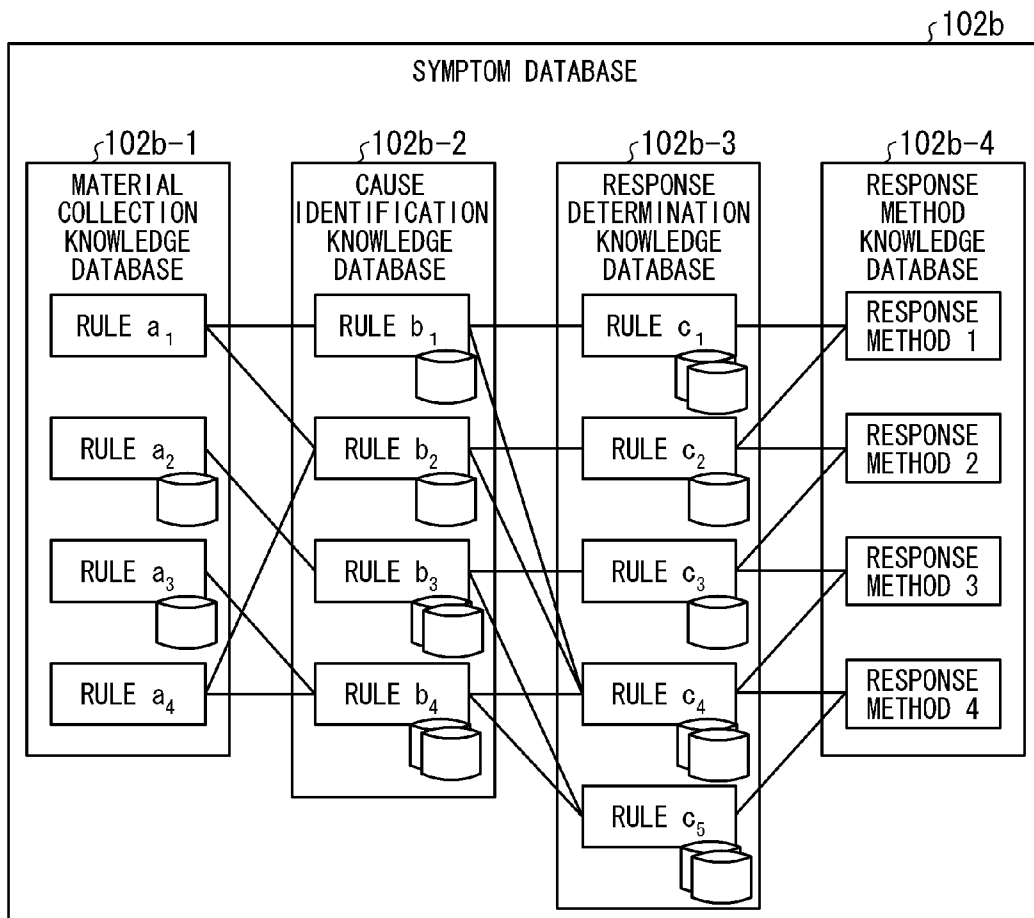 102b
SYMPTOM DATABASE
102b-1
MATERIAL
COLLECTION
KNOWLEDGE
DATABASE
RULE a1
RULE a2
RULE a3
RULE a4
102b-2
CAUSE
IDENTIFICATION
KNOWLEDGE
DATABASE
RULE b1
RULE b2
RULE b3
RULE b4
102b-3
RESPONSE
DETERMINATION
KNOWLEDGE
DATABASE
RULE c1
RULE c2
RULE c3
RULE c4
RULE c5
102b-4
RESPONSE
METHOD
KNOWLEDGE
DATABASE
RESPONSE
METHOD 1
RESPONSE
METHOD 2
RESPONSE
METHOD 3
RESPONSE
METHOD 4